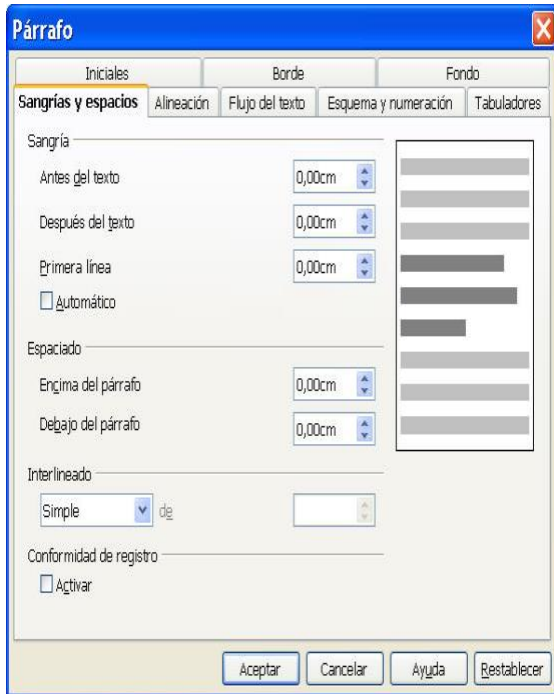 Párrafo
Iniciales Borde Fondo
Sangrías y espacios Alineación Flujo del texto Esquema y numeración Tabuladores
Sangría
Antes del texto 0,00cm
Después del texto 0,00cm
Primera línea 0,00cm
Automático
Espaciado
Encima del párrafo 0,00cm
Debajo del párrafo 0,00cm
Interlineado
Simple de
Conformidad de registro
Activar
Aceptar Cancelar Ayuda Restablecer